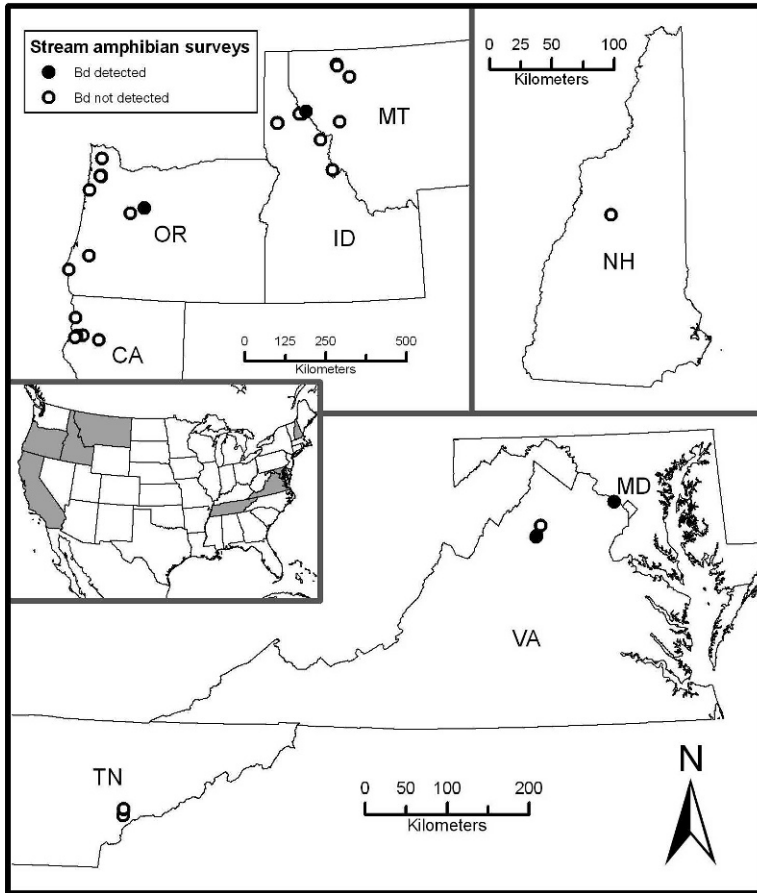 Stream amphibian surveys
Bd detected
Bd not detected
MT
OR
ID
CA
0 125 250 500
Kilometers
0 25 50 100
Kilometers
NH
MD
VA
TN
0 50 100 200
Kilometers
N